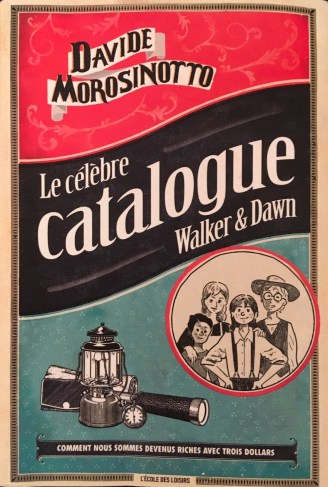 DAVIDE
MOROSINOTTO
Le célèbre
catalogue
Walker & Dawn
COMMENT NOUS SOMMES DEVENUS RICHES AVEC TROIS DOLLARS
L'ÉCOLE DES LOISIRS